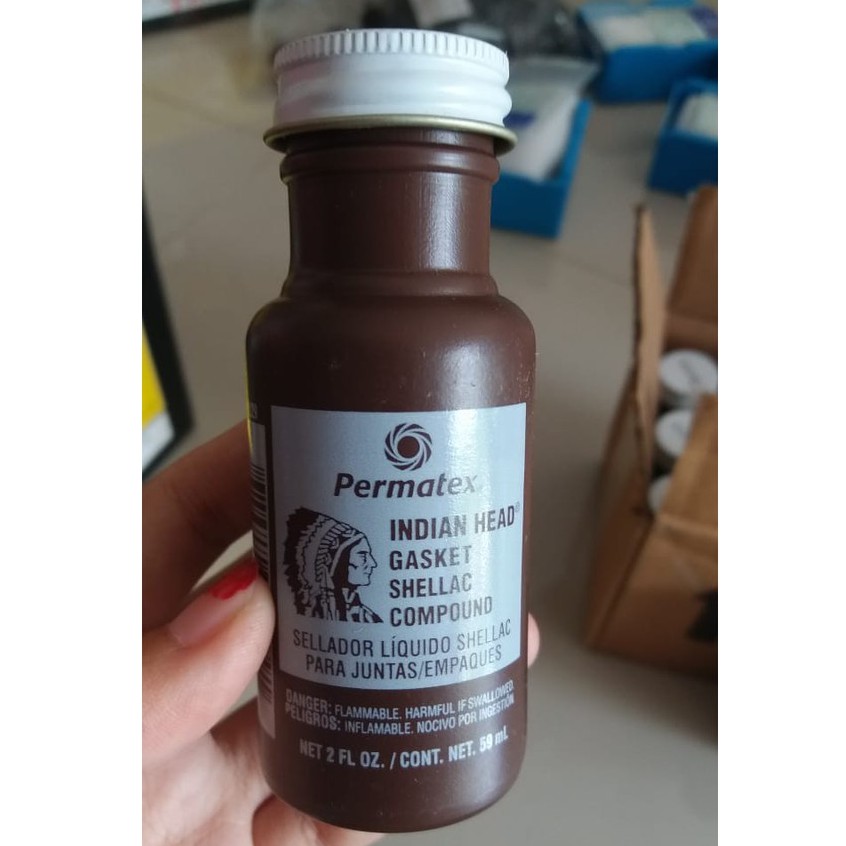 Permatex
INDIAN HEAD®
GASKET
SHELLAC
COMPOUND
SELLADOR LÍQUIDO SHELLAC
PARA JUNTAS/EMPAQUES
DANGER: FLAMMABLE. HARMFUL IF SWALLOWED.
PELIGROS: INFLAMABLE. NOCIVO POR INGESTIÓN.
NET 2 FL OZ. / CONT. NET. 59 mL